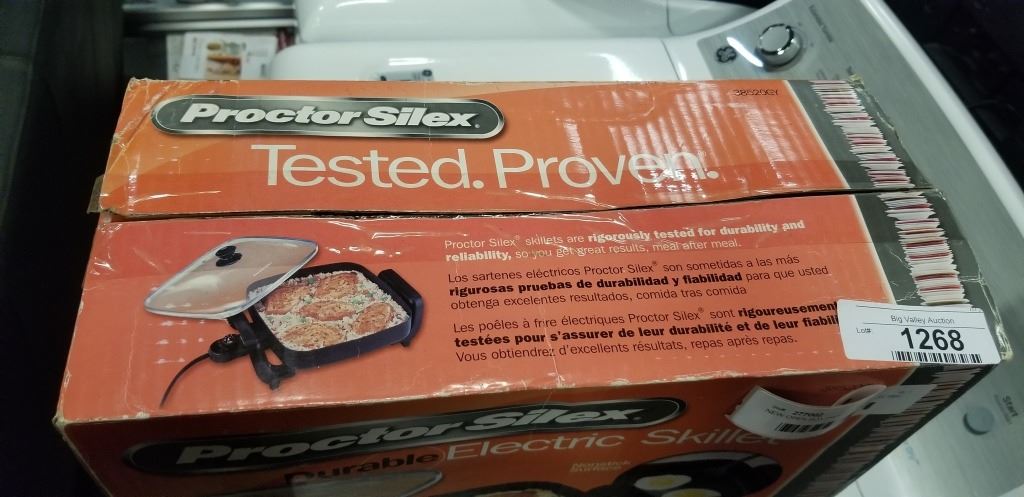 38520GY
Proctor Silex.
Tested. Proven.
Proctor Silex® skillets are rigorously tested for durability and
reliability, so you get great results, meal after meal.
Los sartenes eléctricos Proctor Silex® son sometidas a las más
rigurosas pruebas de durabilidad y fiabilidad para que usted
obtenga excelentes resultados, comida tras comida
Les poêles à frire électriques Proctor Silex® sont rigoureusemen
testées pour s'assurer de leur durabilité et de leur fiabili
Vous obtiendrez d'excellents résultats, repas après repas.
Big Valley Auction
Lot# 1268
Proctor Silex.
Durable Electric Skillet
Nonstick
Surface
Start